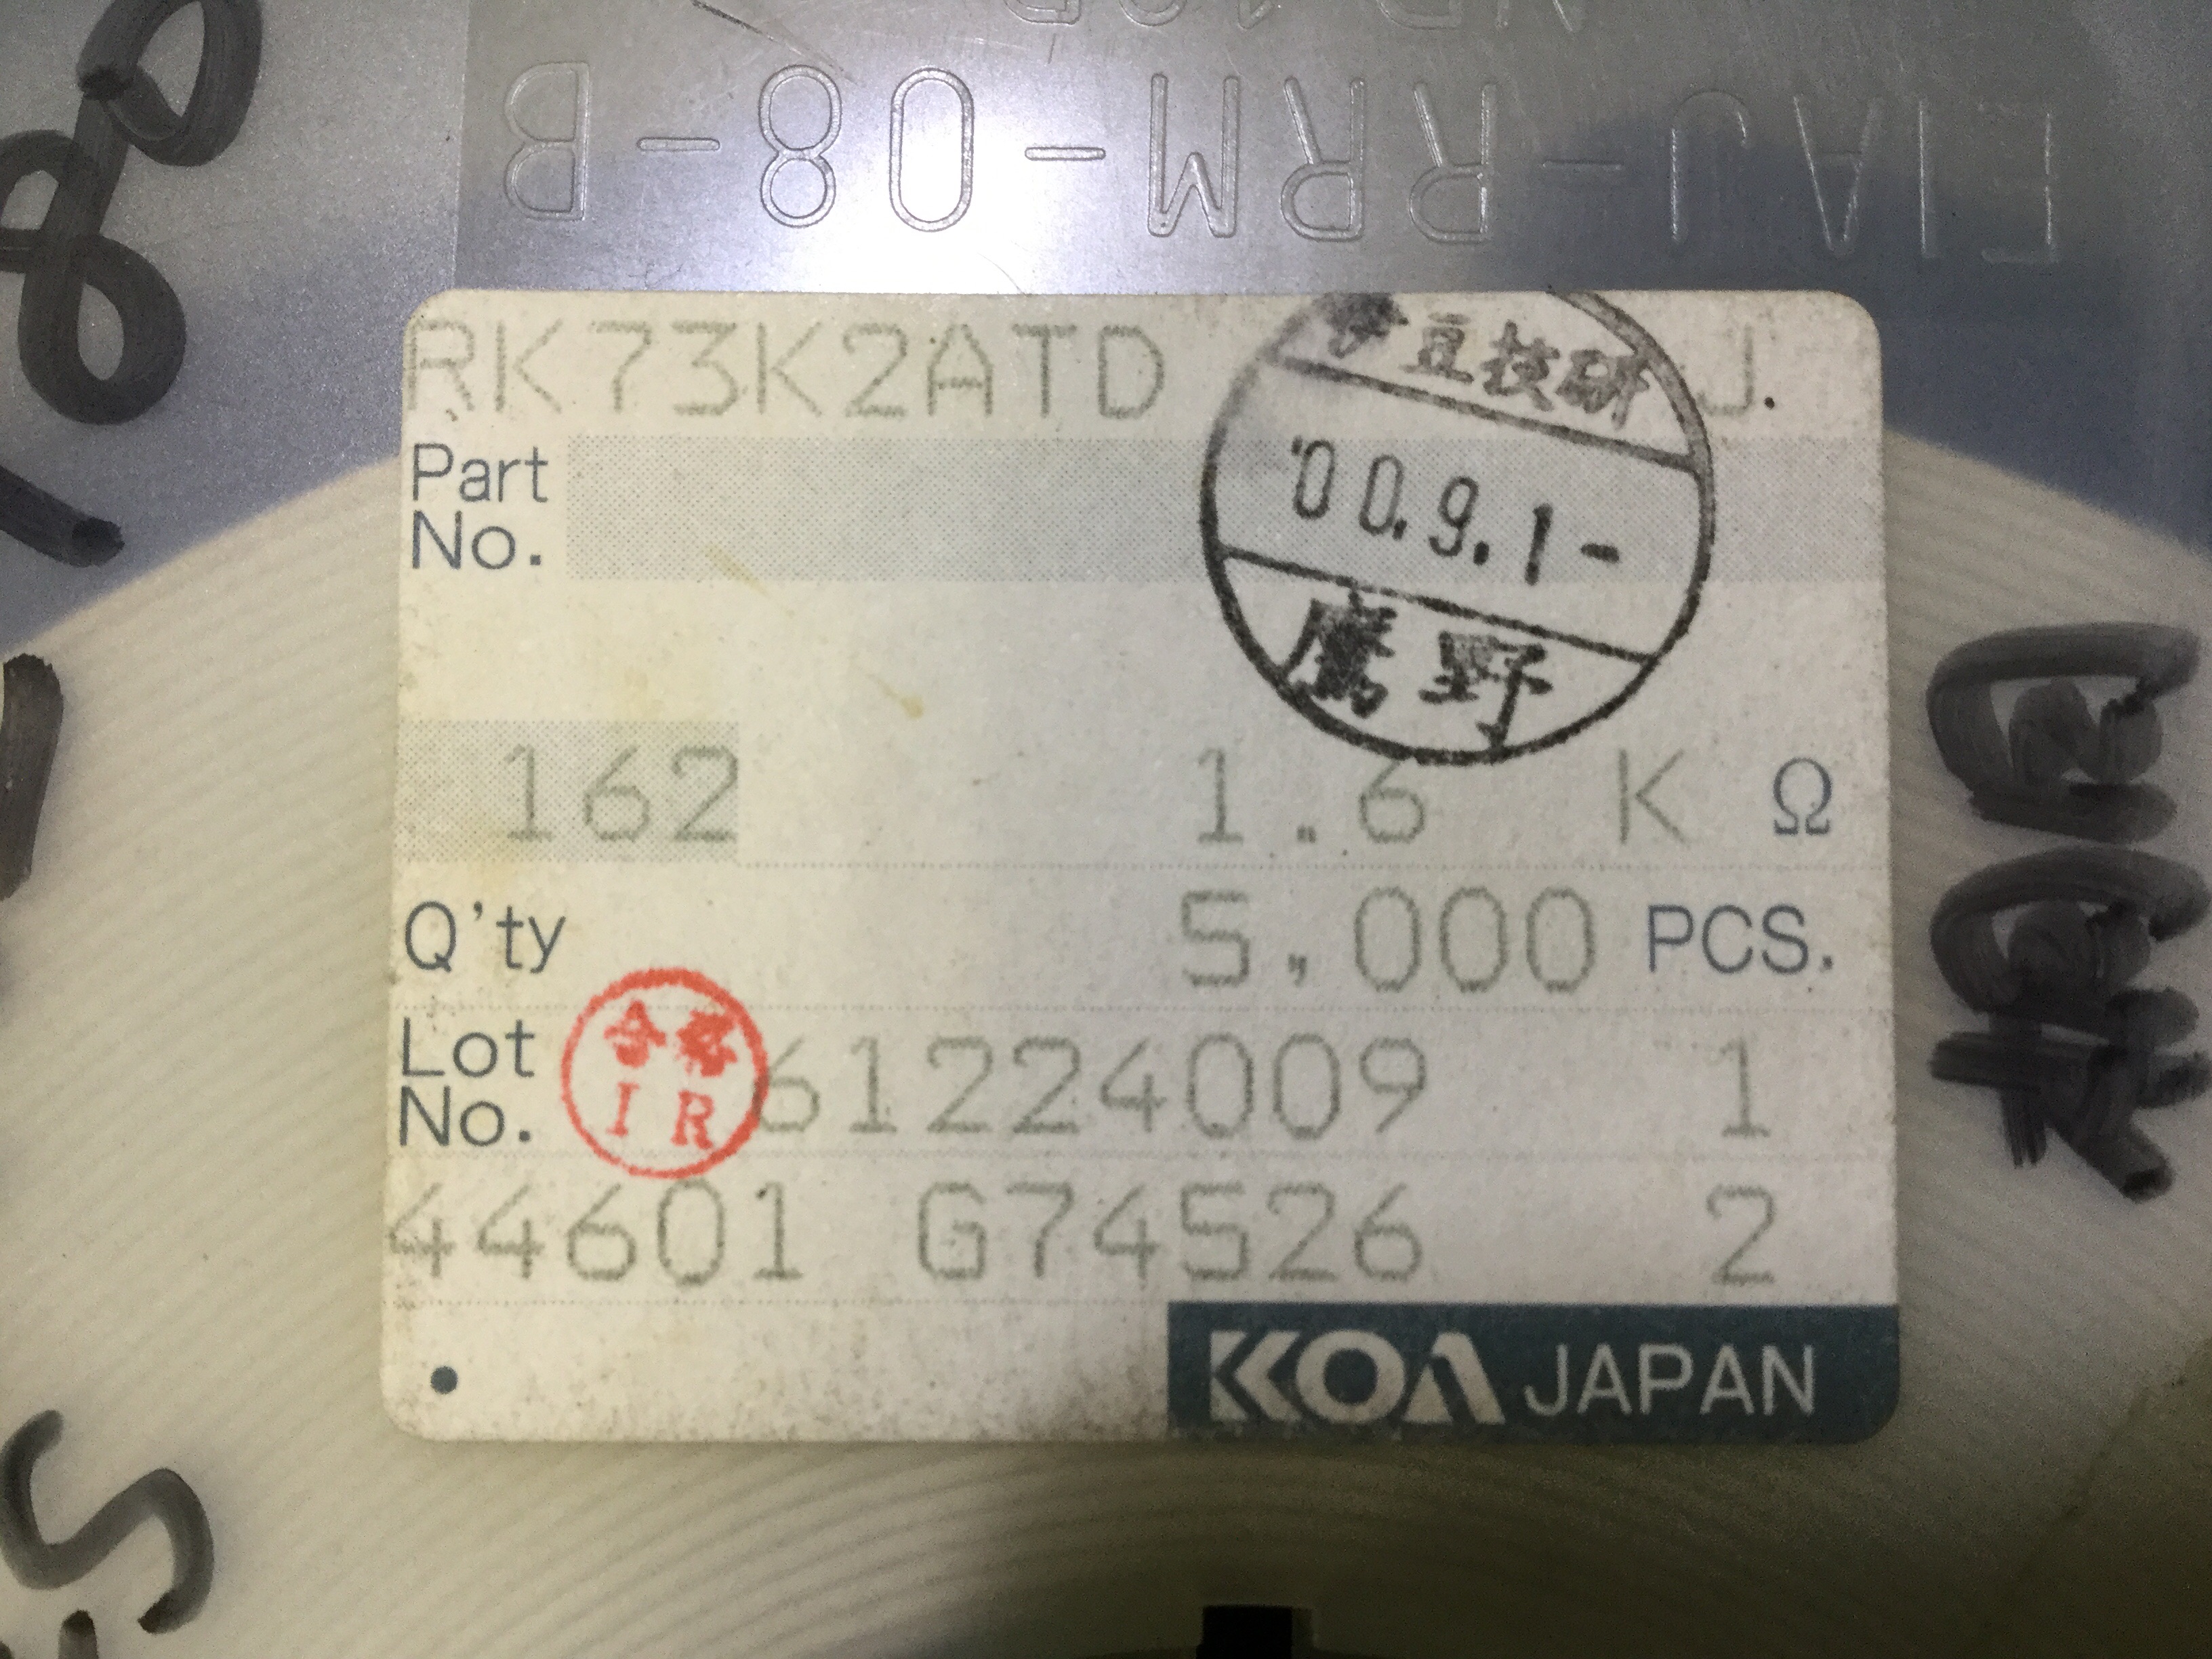 EIAJ-RRM-08-B
RK73K2ATD J.
伊豆技研
'00.9.1-
鷹野
Part
No.
162 1.6 K Ω
Q'ty 5,000 PCS.
Lot
No. 61224009 1
合格
I R
44601 G74526 2
KOA JAPAN